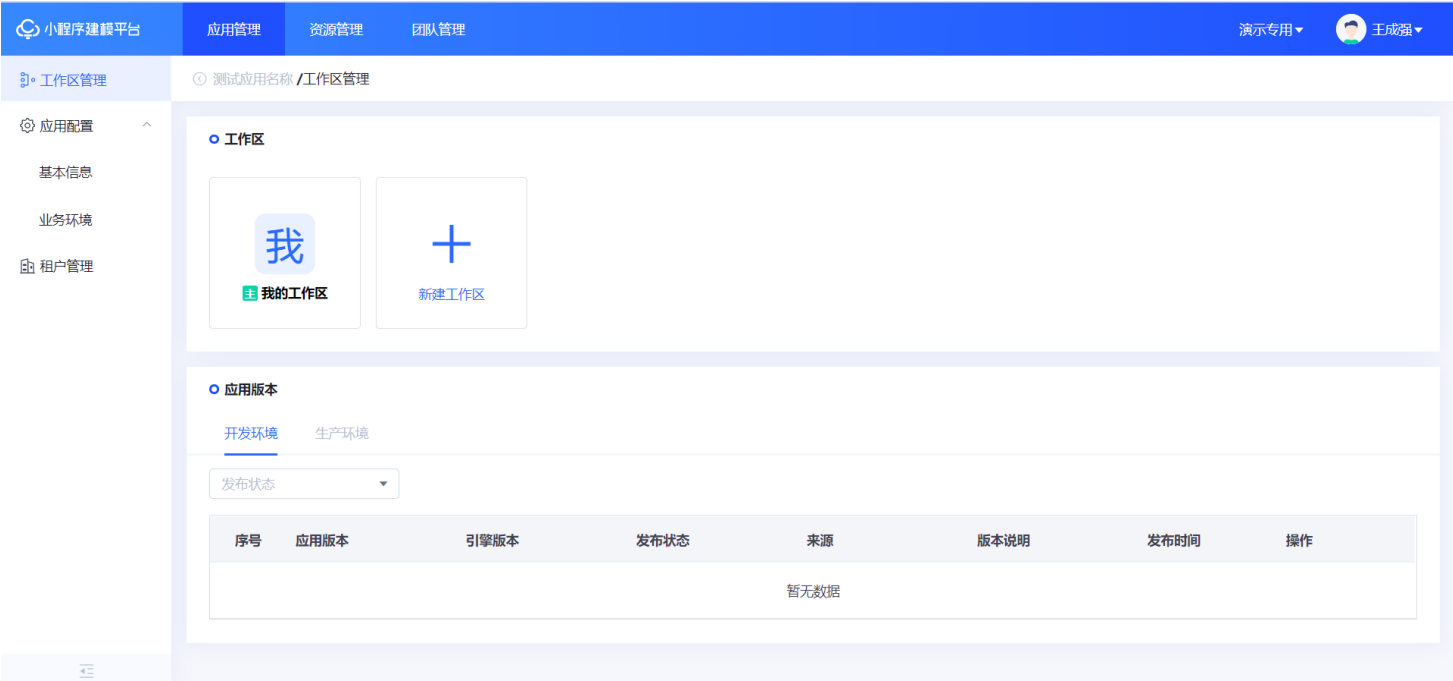 小程序建模平台 应用管理 资源管理 团队管理 演示专用 王成强
工作区管理
测试应用名称 /工作区管理
应用配置
基本信息
业务环境
租户管理
工作区
我
主 我的工作区
新建工作区
应用版本
开发环境 生产环境
发布状态
序号 应用版本 引擎版本 发布状态 来源 版本说明 发布时间 操作
暂无数据